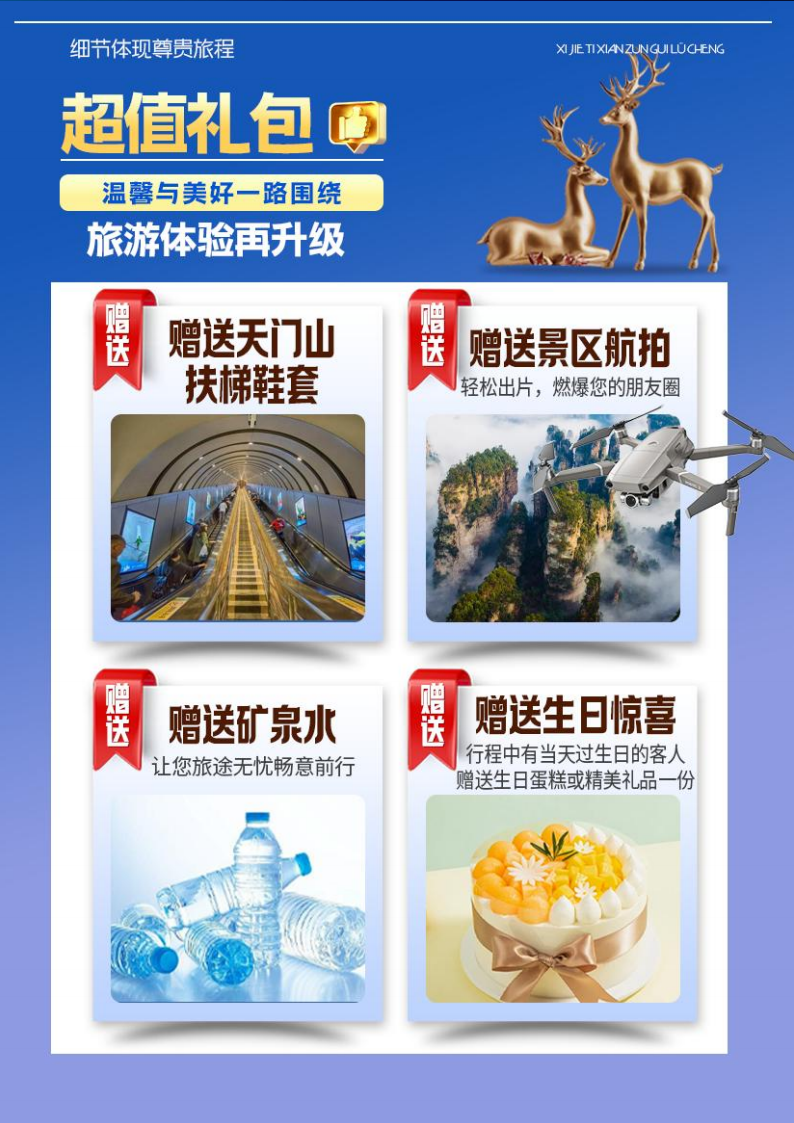 细节体现尊贵旅程
XI JIE TI XIAN ZUN GUI LÜ CHENG
超值礼包
温馨与美好一路围绕
旅游体验再升级
赠送
赠送天门山
扶梯鞋套
赠送
赠送景区航拍
轻松出片，燃爆您的朋友圈
赠送
赠送矿泉水
让您旅途无忧畅意前行
赠送
赠送生日惊喜
行程中有当天过生日的客人
赠送生日蛋糕或精美礼品一份